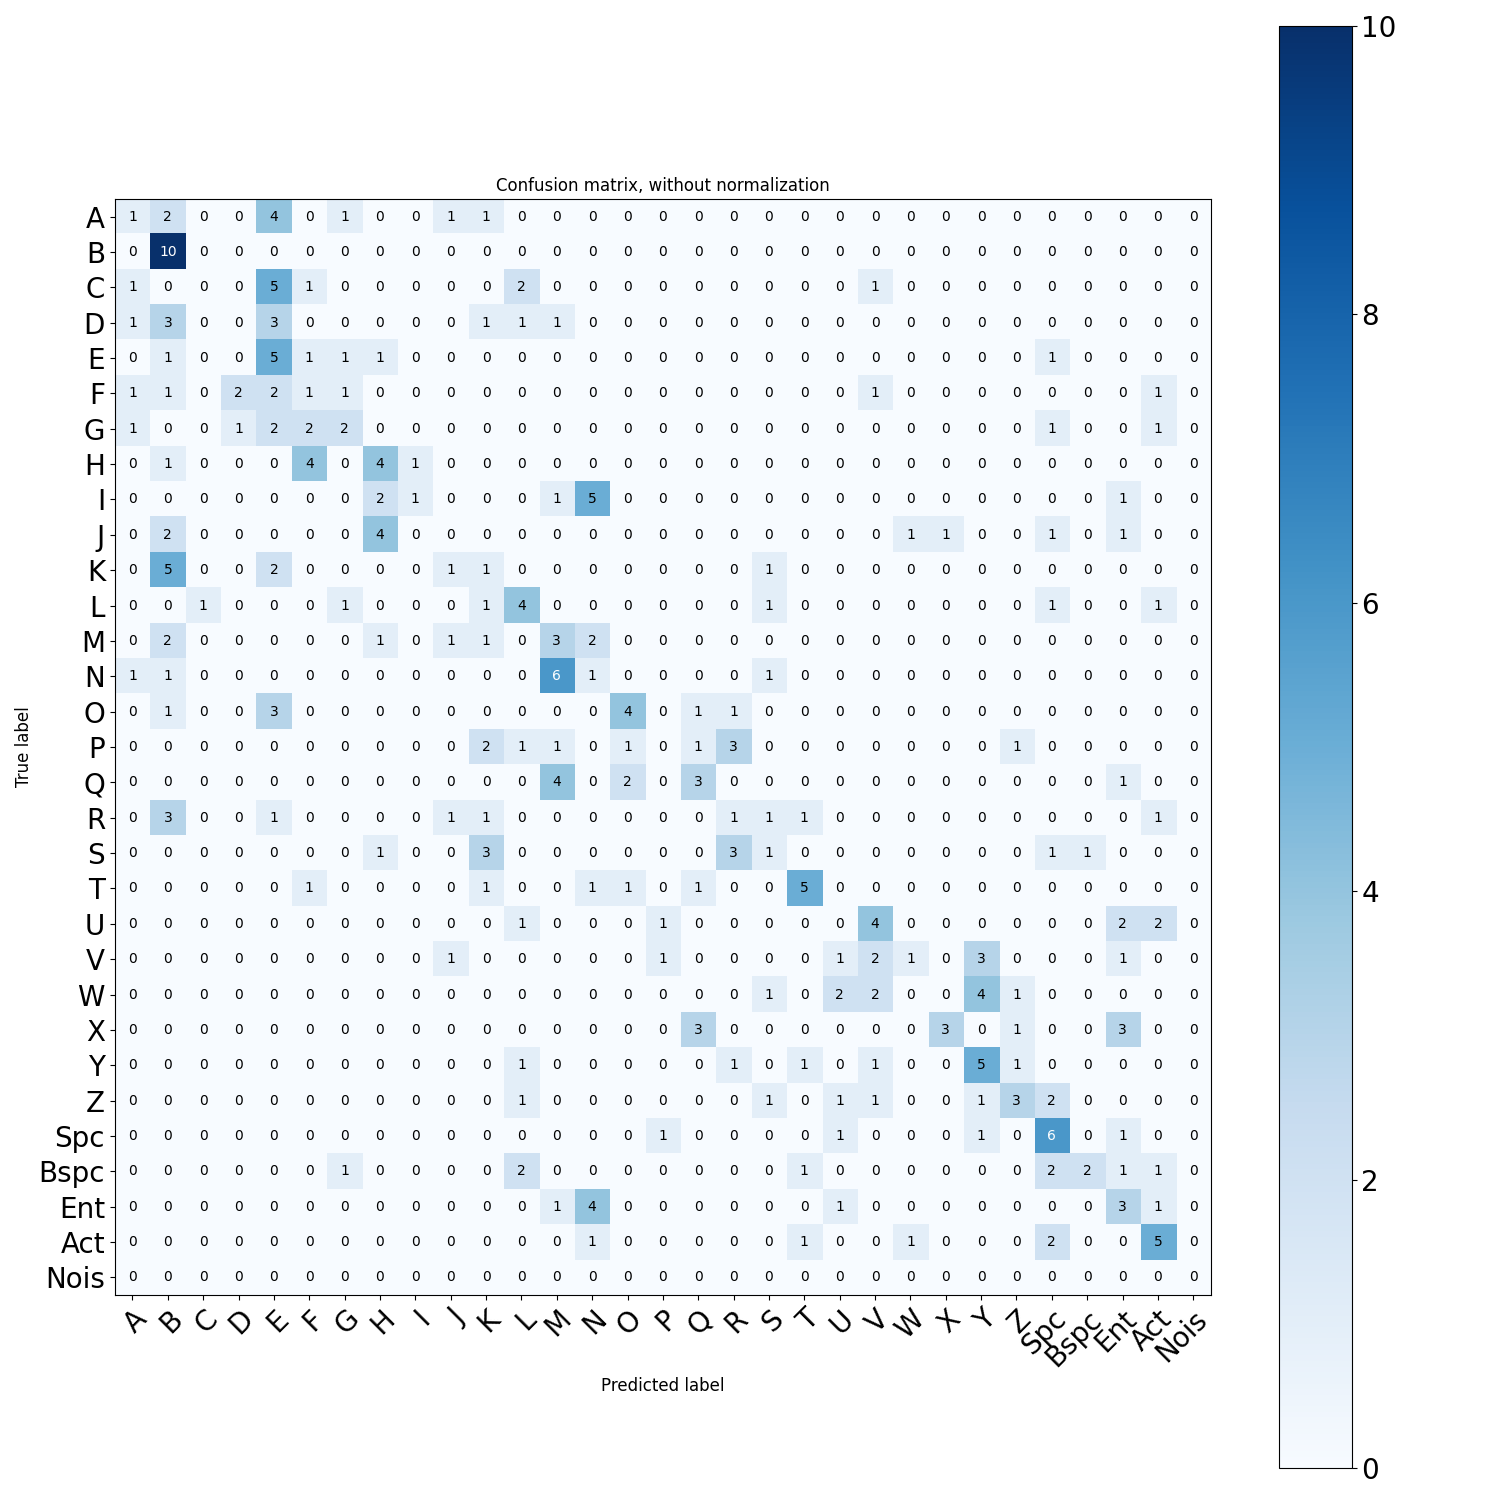 Confusion matrix, without normalization
A 1 2 0 0 4 0 1 0 0 1 1 0 0 0 0 0 0 0 0 0 0 0 0 0 0 0 0 0 0 0 0
B 0 10 0 0 0 0 0 0 0 0 0 0 0 0 0 0 0 0 0 0 0 0 0 0 0 0 0 0 0 0 0
C 1 0 0 0 5 1 0 0 0 0 0 2 0 0 0 0 0 0 0 0 0 1 0 0 0 0 0 0 0 0 0
D 1 3 0 0 3 0 0 0 0 0 1 1 1 0 0 0 0 0 0 0 0 0 0 0 0 0 0 0 0 0 0
E 0 1 0 0 5 1 1 1 0 0 0 0 0 0 0 0 0 0 0 0 0 0 0 0 0 0 1 0 0 0 0
F 1 1 0 2 2 1 1 0 0 0 0 0 0 0 0 0 0 0 0 0 0 1 0 0 0 0 0 0 0 1 0
G 1 0 0 1 2 2 2 0 0 0 0 0 0 0 0 0 0 0 0 0 0 0 0 0 0 0 1 0 0 1 0
H 0 1 0 0 0 4 0 4 1 0 0 0 0 0 0 0 0 0 0 0 0 0 0 0 0 0 0 0 0 0 0
I 0 0 0 0 0 0 0 2 1 0 0 0 1 5 0 0 0 0 0 0 0 0 0 0 0 0 0 0 1 0 0
J 0 2 0 0 0 0 0 4 0 0 0 0 0 0 0 0 0 0 0 0 0 0 1 1 0 0 1 0 1 0 0
K 0 5 0 0 2 0 0 0 0 1 1 0 0 0 0 0 0 0 1 0 0 0 0 0 0 0 0 0 0 0 0
L 0 0 1 0 0 0 1 0 0 0 1 4 0 0 0 0 0 0 1 0 0 0 0 0 0 0 1 0 0 1 0
M 0 2 0 0 0 0 0 1 0 1 1 0 3 2 0 0 0 0 0 0 0 0 0 0 0 0 0 0 0 0 0
N 1 1 0 0 0 0 0 0 0 0 0 0 6 1 0 0 0 0 1 0 0 0 0 0 0 0 0 0 0 0 0
O 0 1 0 0 3 0 0 0 0 0 0 0 0 0 4 0 1 1 0 0 0 0 0 0 0 0 0 0 0 0 0
P 0 0 0 0 0 0 0 0 0 0 2 1 1 0 1 0 1 3 0 0 0 0 0 0 0 1 0 0 0 0 0
Q 0 0 0 0 0 0 0 0 0 0 0 0 4 0 2 0 3 0 0 0 0 0 0 0 0 0 0 0 1 0 0
R 0 3 0 0 1 0 0 0 0 1 1 0 0 0 0 0 0 1 1 1 0 0 0 0 0 0 0 0 0 1 0
S 0 0 0 0 0 0 0 1 0 0 3 0 0 0 0 0 0 3 1 0 0 0 0 0 0 0 1 1 0 0 0
T 0 0 0 0 0 1 0 0 0 0 1 0 0 1 1 0 1 0 0 5 0 0 0 0 0 0 0 0 0 0 0
U 0 0 0 0 0 0 0 0 0 0 0 1 0 0 0 1 0 0 0 0 0 4 0 0 0 0 0 0 2 2 0
V 0 0 0 0 0 0 0 0 0 1 0 0 0 0 0 1 0 0 0 0 1 2 1 0 3 0 0 0 1 0 0
W 0 0 0 0 0 0 0 0 0 0 0 0 0 0 0 0 0 0 1 0 2 2 0 0 4 1 0 0 0 0 0
X 0 0 0 0 0 0 0 0 0 0 0 0 0 0 0 0 3 0 0 0 0 0 0 3 0 1 0 0 3 0 0
Y 0 0 0 0 0 0 0 0 0 0 0 1 0 0 0 0 0 1 0 1 0 1 0 0 5 1 0 0 0 0 0
Z 0 0 0 0 0 0 0 0 0 0 0 1 0 0 0 0 0 0 1 0 1 1 0 0 1 3 2 0 0 0 0
Spc 0 0 0 0 0 0 0 0 0 0 0 0 0 0 0 1 0 0 0 0 1 0 0 0 1 0 6 0 1 0 0
Bspc 0 0 0 0 0 0 1 0 0 0 0 2 0 0 0 0 0 0 0 1 0 0 0 0 0 0 2 2 1 1 0
Ent 0 0 0 0 0 0 0 0 0 0 0 0 1 4 0 0 0 0 0 0 1 0 0 0 0 0 0 0 3 1 0
Act 0 0 0 0 0 0 0 0 0 0 0 0 0 1 0 0 0 0 0 1 0 0 1 0 0 0 2 0 0 5 0
Nois 0 0 0 0 0 0 0 0 0 0 0 0 0 0 0 0 0 0 0 0 0 0 0 0 0 0 0 0 0 0 0
A B C D E F G H I J K L M N O P Q R S T U V W X Y Z Spc Bspc Ent Act Nois
Predicted label
True label
10
8
6
4
2
0